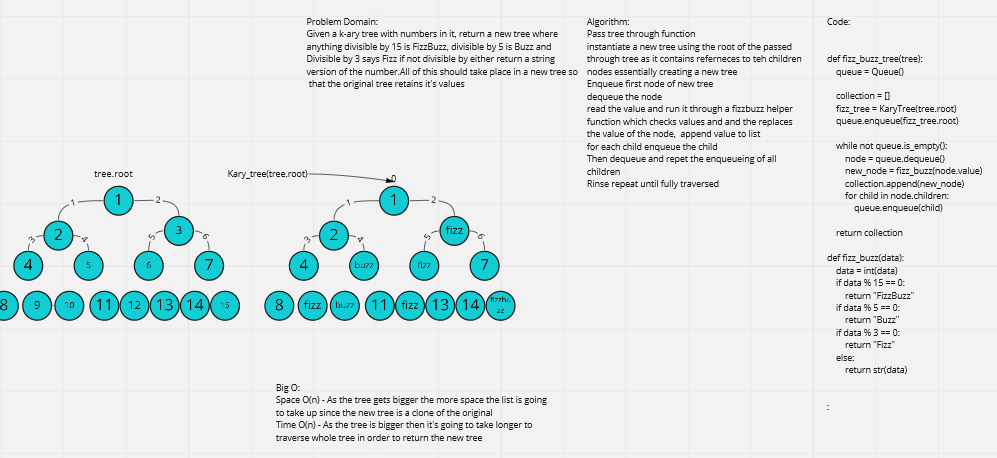 Problem Domain:
Given a k-ary tree with numbers in it, return a new tree where
anything divisible by 15 is FizzBuzz, divisible by 5 is Buzz and
Divisible by 3 says Fizz if not divisible by either return a string
version of the number.All of this should take place in a new tree so
that the original tree retains it's values
Algorithm:
Pass tree through function
instantiate a new tree using the root of the passed
through tree as it contains referneces to teh children
nodes essentially creating a new tree
Enqueue first node of new tree
dequeue the node
read the value and run it through a fizzbuzz helper
function which checks values and and the replaces
the value of the node, append value to list
for each child enqueue the child
Then dequeue and repet the enqueueing of all
children
Rinse repeat until fully traversed
Code:
def fizz_buzz_tree(tree):
queue = Queue()
collection = []
fizz_tree = KaryTree(tree.root)
queue.enqueue(fizz_tree.root)
while not queue.is_empty():
node = queue.dequeue()
new_node = fizz_buzz(node.value)
collection.append(new_node)
for child in node.children:
queue.enqueue(child)
return collection
def fizz_buzz(data):
data = int(data)
if data % 15 == 0:
return "FizzBuzz"
if data % 5 == 0:
return "Buzz"
if data % 3 == 0:
return "Fizz"
else:
return str(data)
:
tree.root
1
1 2
2 3
3 4 5 6
4 5 6 7
8 9 10 11 12 13 14 15
Kary_tree(tree.root) 0
1
1 2
2 fizz
3 4 5 6
4 buzz fizz 7
8 fizz buzz 11 fizz 13 14 fizzbu
zz
Big O:
Space O(n) - As the tree gets bigger the more space the list is going
to take up since the new tree is a clone of the original
Time O(n) - As the tree is bigger then it's going to take longer to
traverse whole tree in order to return the new tree